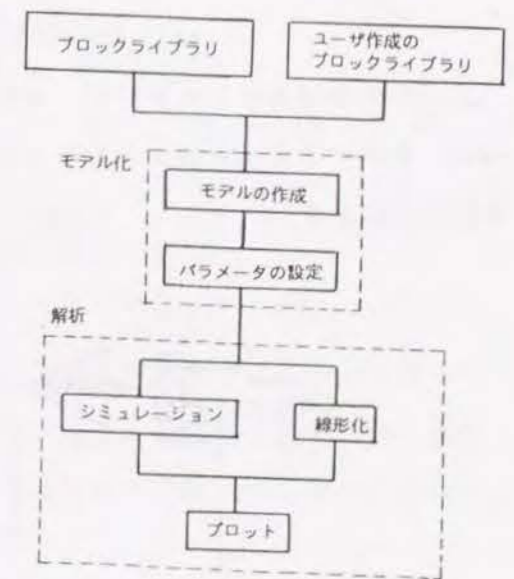 ブロックライブラリ
ユーザ作成の
ブロックライブラリ
モデル化
モデルの作成
パラメータの設定
解析
シミュレーション
線形化
プロット